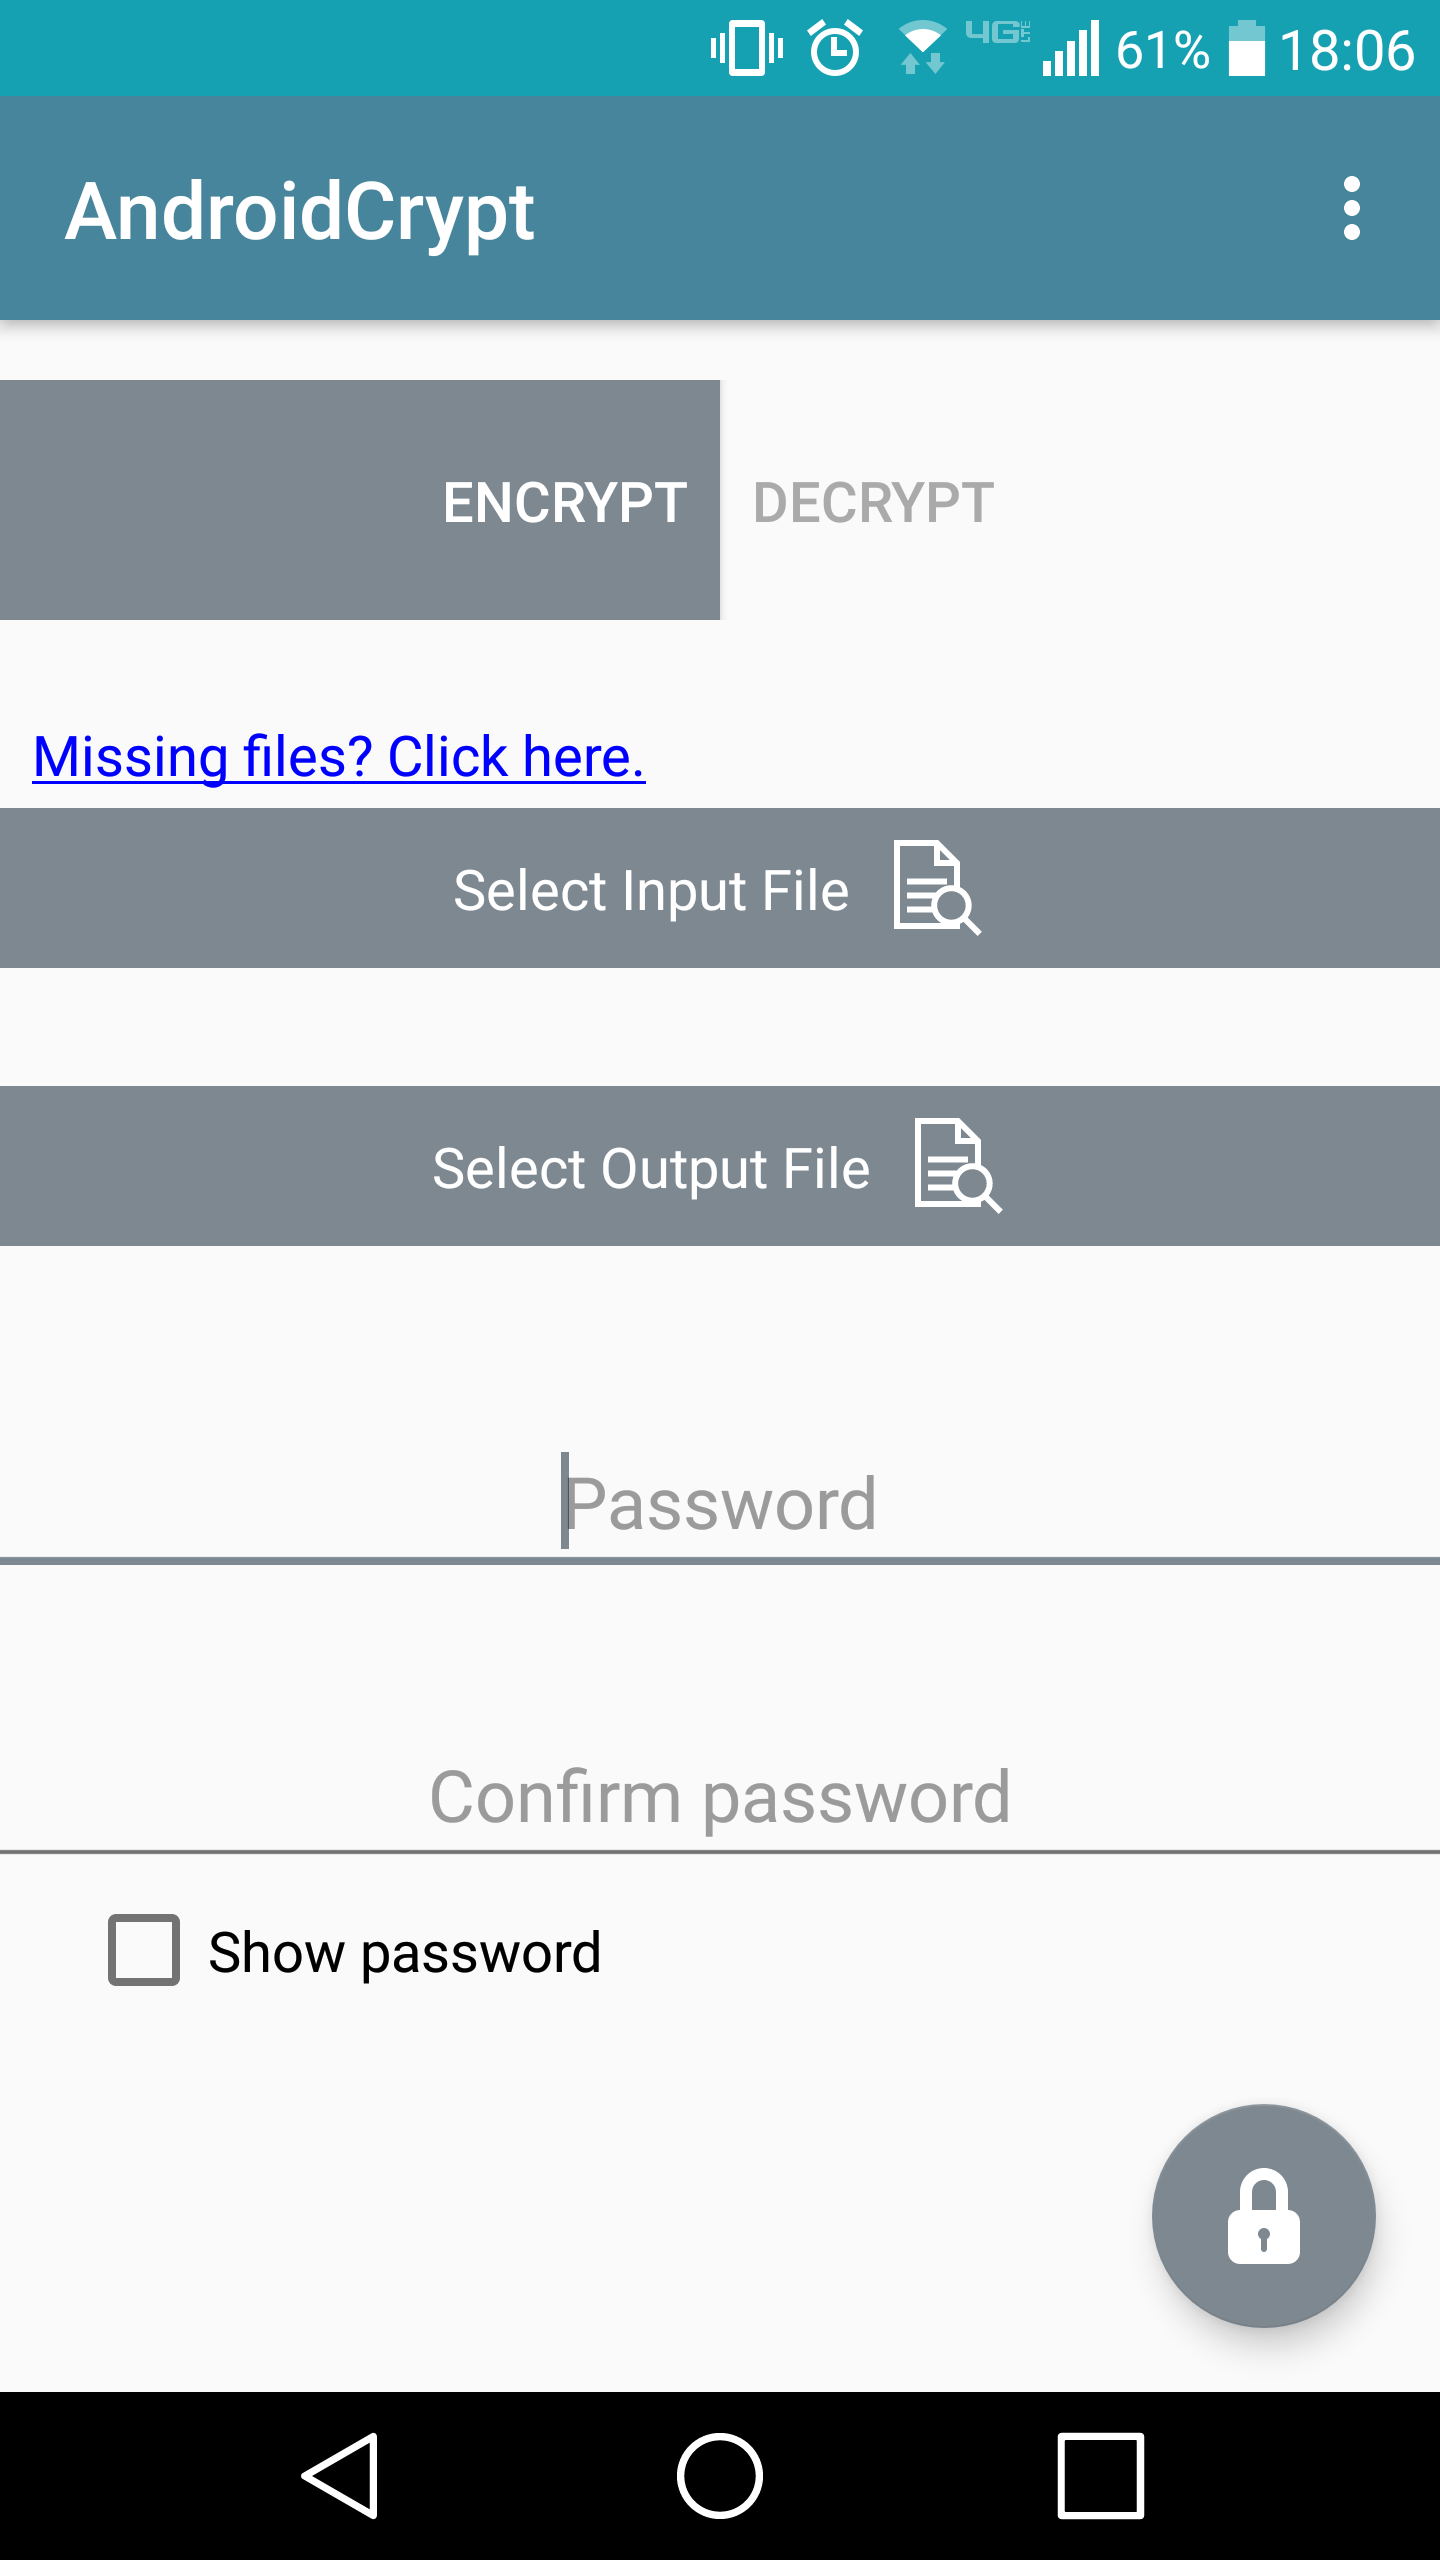 4G LTE 61% 18:06
AndroidCrypt
ENCRYPT DECRYPT
Missing files? Click here.
Select Input File
Select Output File
Password
Confirm password
Show password